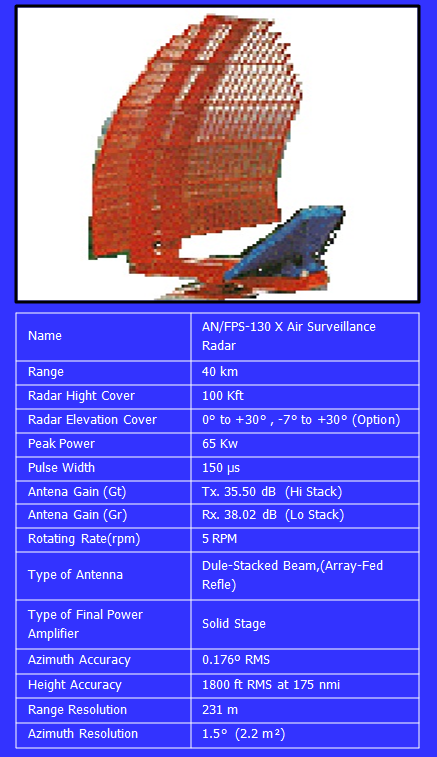 Name
AN/FPS-130 X Air Surveillance
Radar
Range
40 km
Radar Hight Cover
100 Kft
Radar Elevation Cover
0° to +30° , -7° to +30° (Option)
Peak Power
65 Kw
Pulse Width
150 µs
Antena Gain (Gt)
Tx. 35.50 dB (Hi Stack)
Antena Gain (Gr)
Rx. 38.02 dB (Lo Stack)
Rotating Rate(rpm)
5 RPM
Type of Antenna
Dule-Stacked Beam,(Array-Fed
Refle)
Type of Final Power
Amplifier
Solid Stage
Azimuth Accuracy
0.176º RMS
Height Accuracy
1800 ft RMS at 175 nmi
Range Resolution
231 m
Azimuth Resolution
1.5° (2.2 m²)